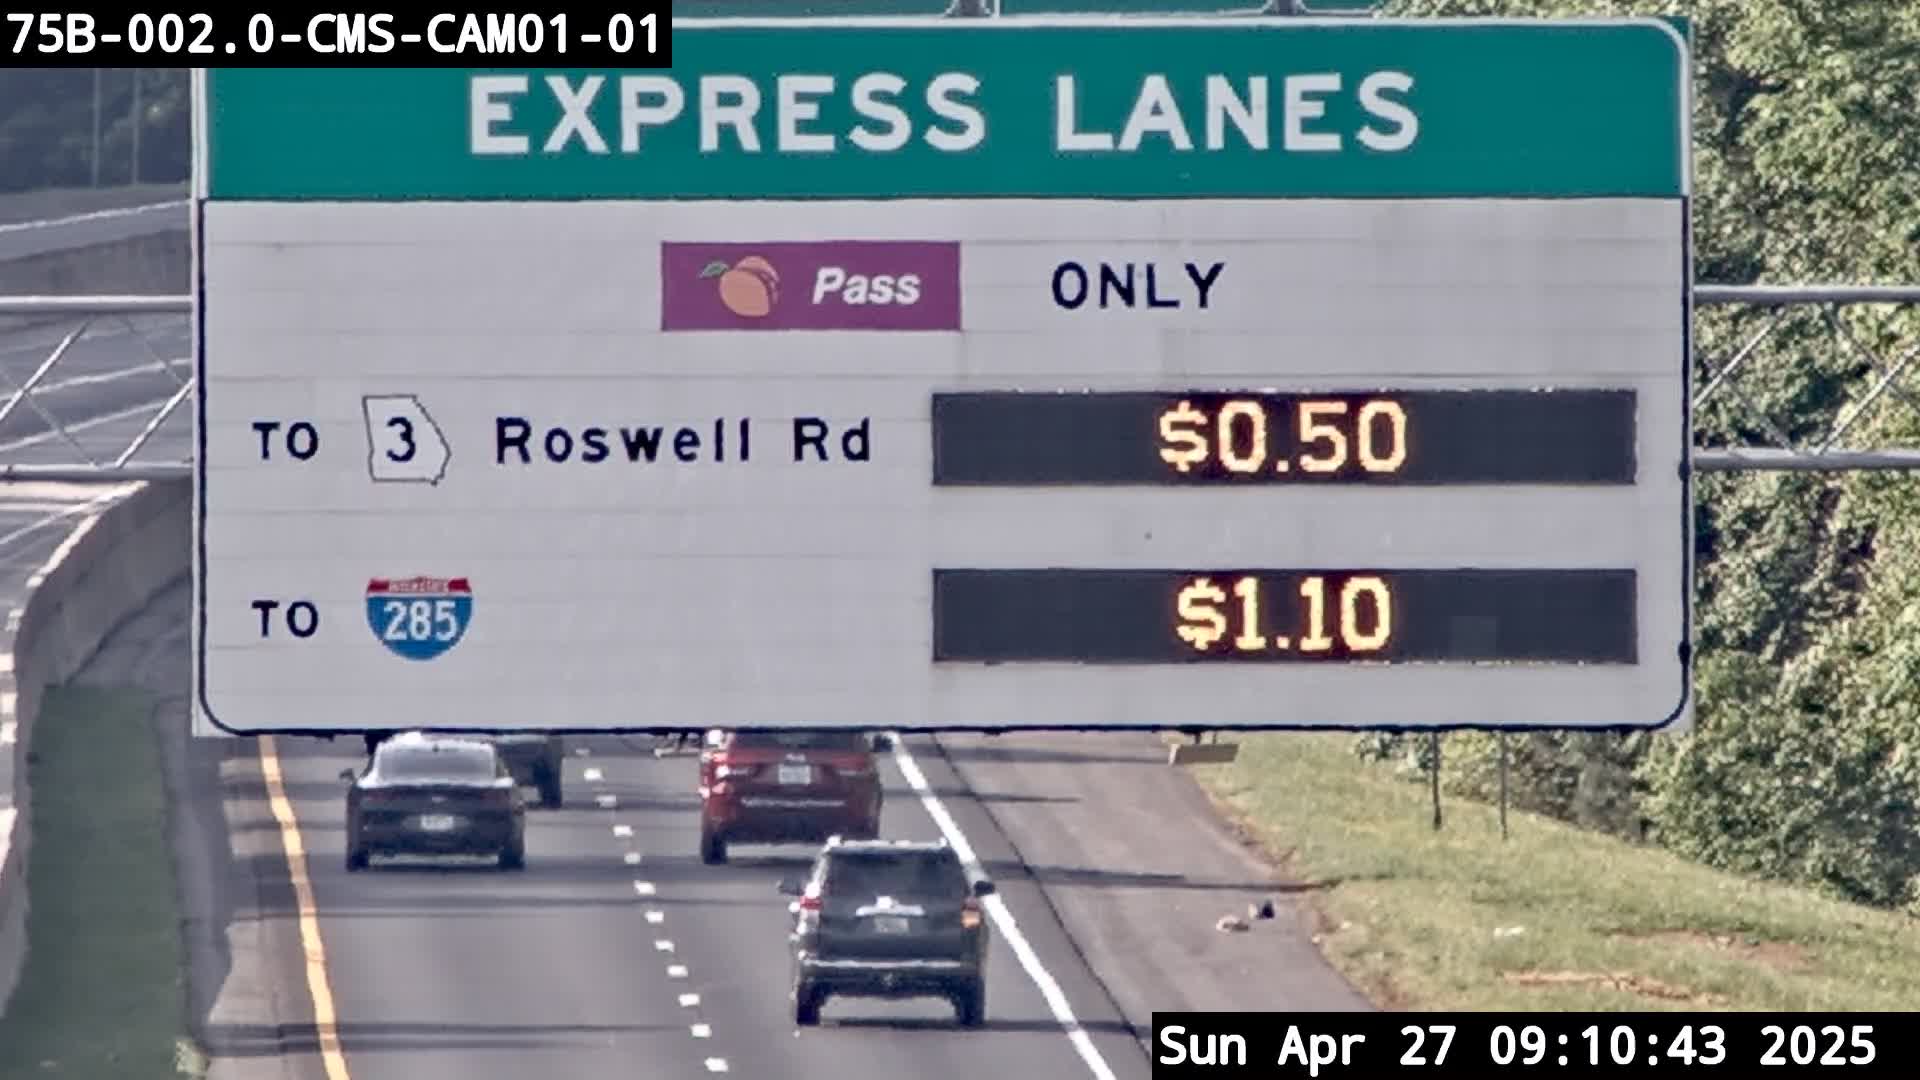 75B-002.0-CMS-CAM01-01
EXPRESS LANES
Pass ONLY
TO 3 Roswell Rd $0.50
TO 285 $1.10
Sun Apr 27 09:10:43 2025